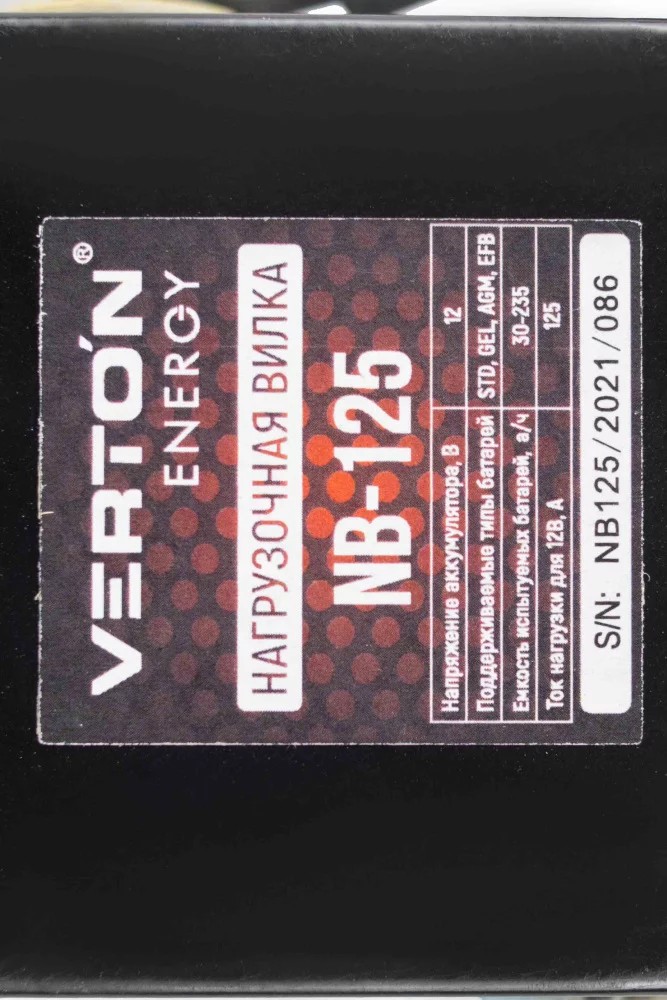 VERTÓN®
ENERGY
НАГРУЗОЧНАЯ ВИЛКА
NB-125
Напряжение аккумулятора, В 12
Поддерживаемые типы батарей STD, GEL, AGM, EFB
Емкость испытуемых батарей, а/ч 30-235
Ток нагрузки для 12В, А 125
S/N: NB125/2021/086